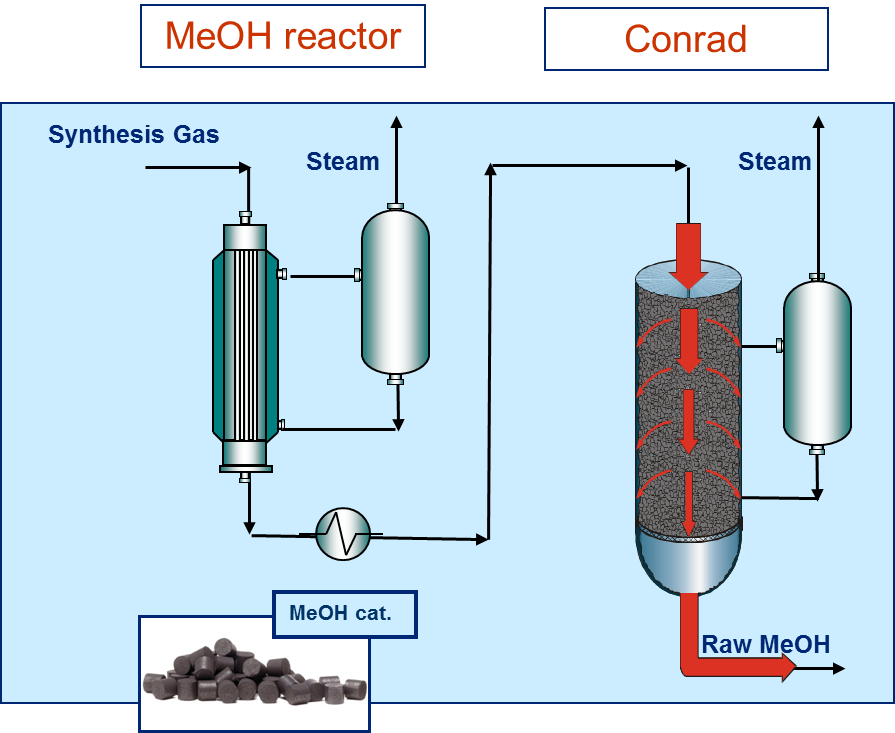 MeOH reactor
Conrad
Synthesis Gas
Steam
Steam
MeOH cat.
Raw MeOH